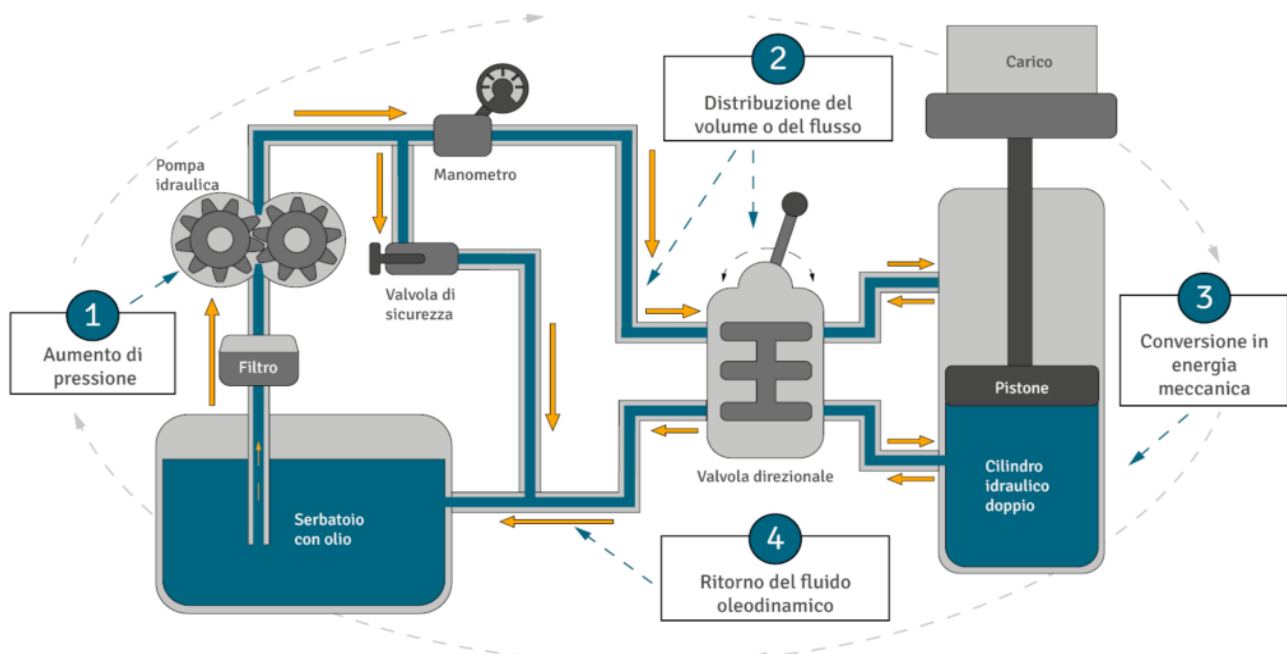 1
Aumento di
pressione
Pompa
idraulica
Filtro
Serbatoio
con olio
Manometro
Valvola di
sicurezza
2
Distribuzione del
volume o del flusso
Valvola direzionale
Carico
Pistone
Cilindro
idraulico
doppio
3
Conversione in
energia
meccanica
4
Ritorno del fluido
oleodinamico